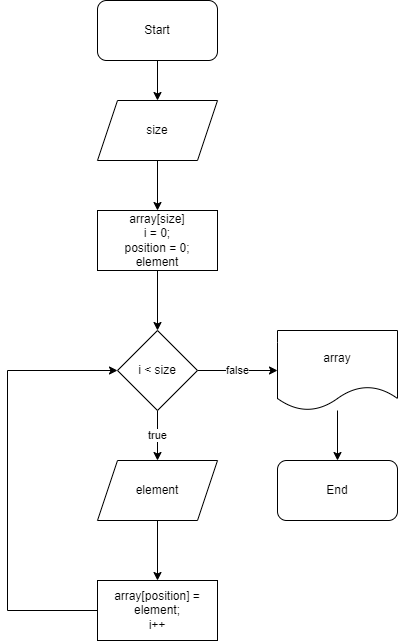 Start
size
array[size]
i = 0;
position = 0;
element
i < size
false
array
true
element
End
array[position] =
element;
i++